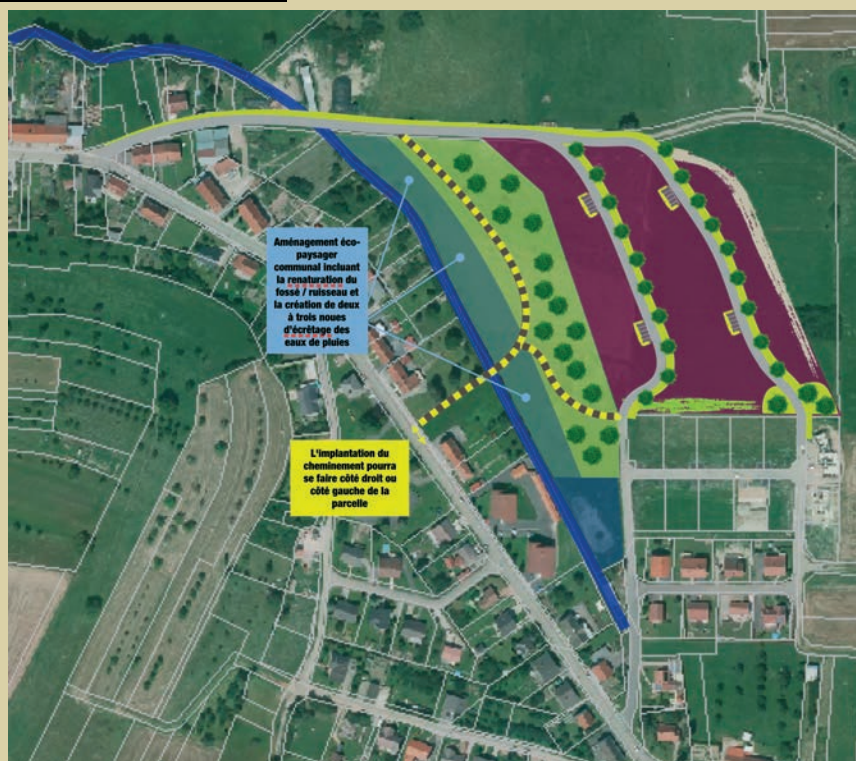 Aménagement éco-
paysager
communal incluant
la renaturation du
fossé / ruisseau et
la création de deux
à trois noues
d'écrêtage des
eaux de pluies
L'implantation du
cheminement pourra
se faire côté droit ou
côté gauche de la
parcelle